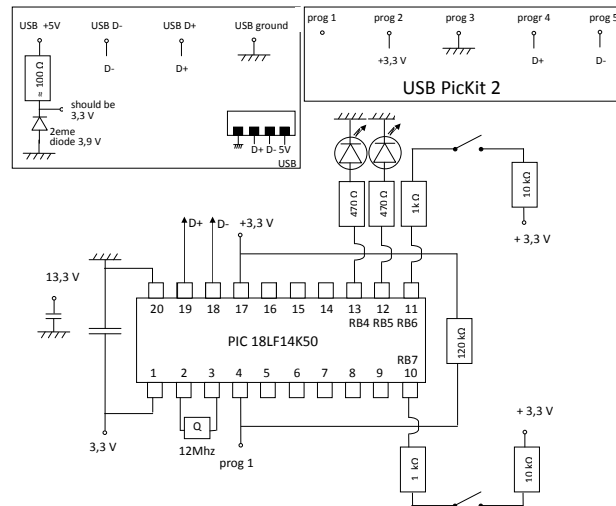 USB +5V
USB D-
USB D+
USB ground
D-
D+
100 Ω
should be
3,3 V
2eme
diode 3,9 V
D+ D- 5V
USB
prog 1
prog 2
prog 3
progr 4
prog 5
+3,3 V
D+
D-
USB PicKit 2
470 Ω
470 Ω
1k Ω
10 kΩ
+ 3,3 V
D+
D-
+3,3 V
13,3 V
20 19 18 17 16 15 14 13 12 11
RB4 RB5 RB6
PIC 18LF14K50
RB7
1 2 3 4 5 6 7 8 9 10
120 kΩ
Q
12Mhz
3,3 V
prog 1
1 kΩ
10 kΩ
+ 3,3 V